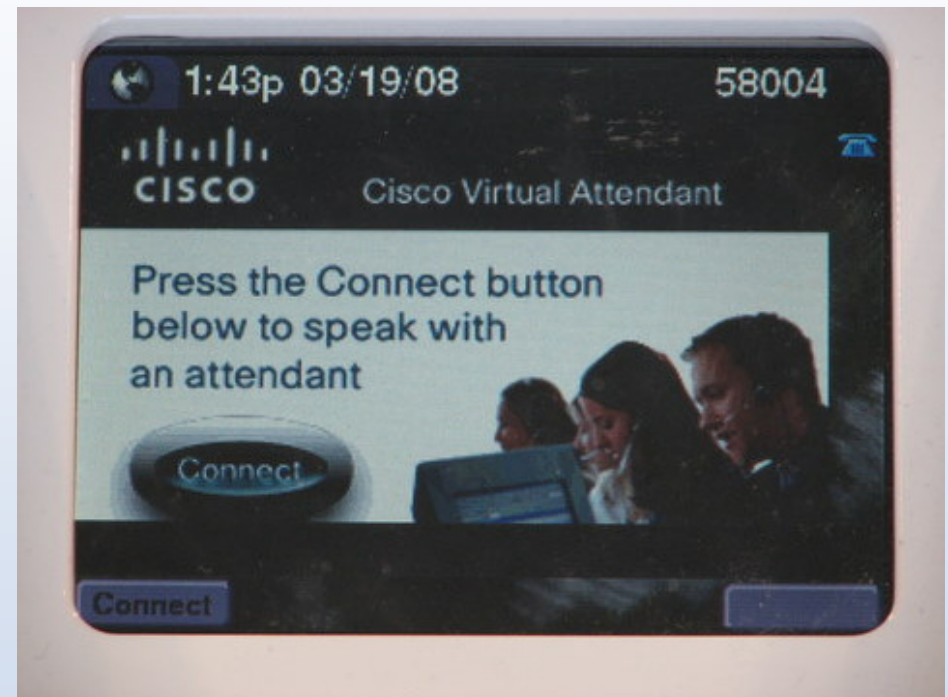 1:43p 03/19/08 58004
CISCO
Cisco Virtual Attendant
Press the Connect button
below to speak with
an attendant
Connect
Connect